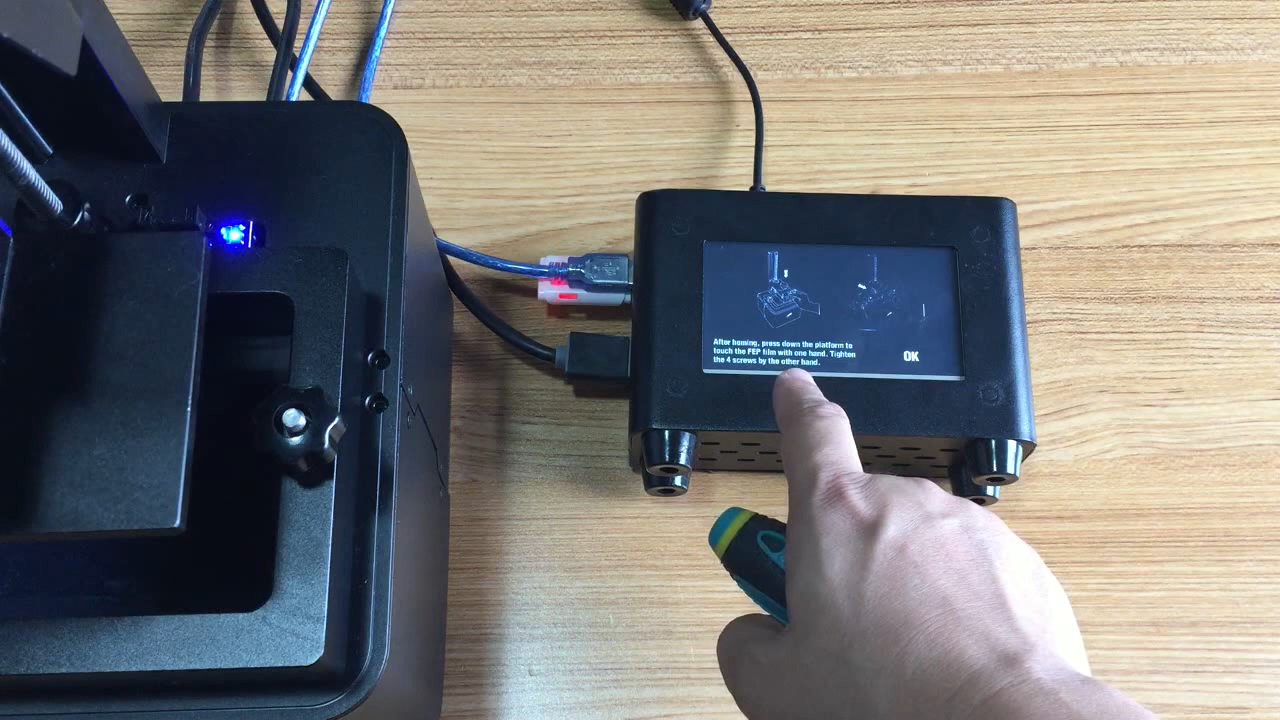 After homing, press down the platform to
touch the FEP film with one hand. Tighten
the 4 screws by the other hand.
OK